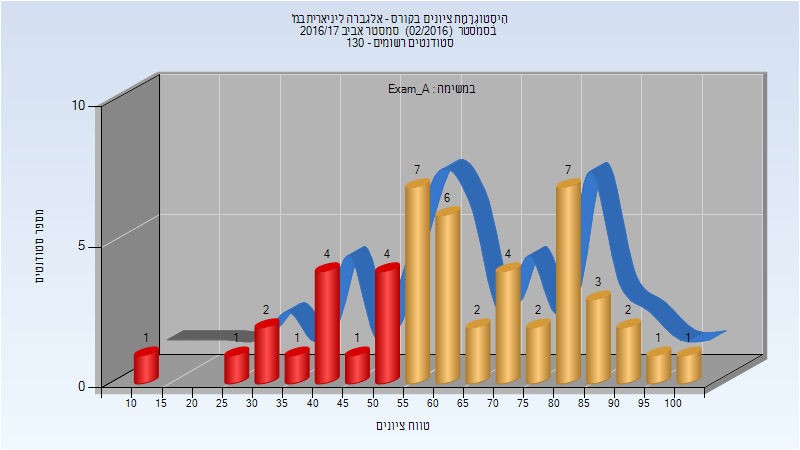 היסטוגרמת ציונים בקורס - אלגברה ליניארית במ'
בסמסטר (02/2016) סמסטר אביב 2016/17
סטודנטים רשומים - 130
במשימה : Exam_A
10
5
0
מספר סטודנטים
1 1 2 1 4 1 4 7 6 2 4 2 7 3 2 1 1
10 15 20 25 30 35 40 45 50 55 60 65 70 75 80 85 90 95 100
טווח ציונים